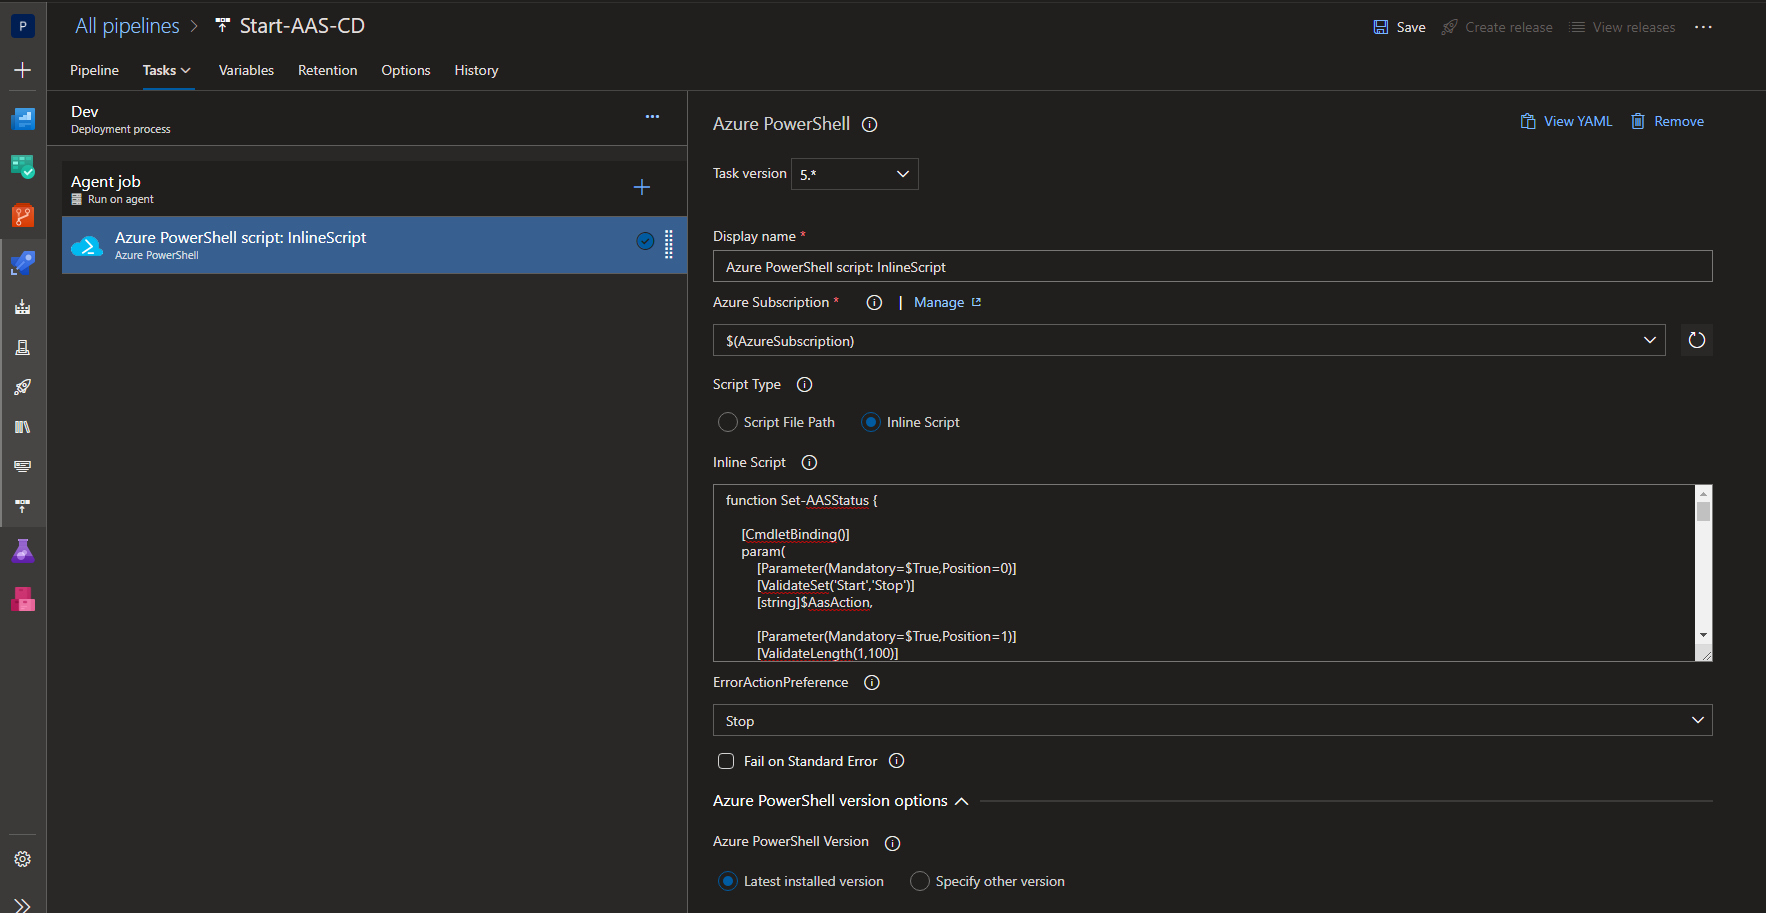 P
All pipelines
Start-AAS-CD
Save
Create release
View releases
Pipeline
Tasks
Variables
Retention
Options
History
Dev
Deployment process
Agent job
Run on agent
Azure PowerShell script: InlineScript
Azure PowerShell
Azure PowerShell
View YAML
Remove
Task version
5.*
Display name *
Azure PowerShell script: InlineScript
Azure Subscription *
| Manage
$(AzureSubscription)
Script Type
Script File Path
Inline Script
Inline Script
function Set-AASStatus {
[CmdletBinding()]
param(
[Parameter(Mandatory=$True,Position=0)]
[ValidateSet('Start','Stop')]
[string]$AasAction,
[Parameter(Mandatory=$True,Position=1)]
[ValidateLength(1,100)]
ErrorActionPreference
Stop
Fail on Standard Error
Azure PowerShell version options
Azure PowerShell Version
Latest installed version
Specify other version